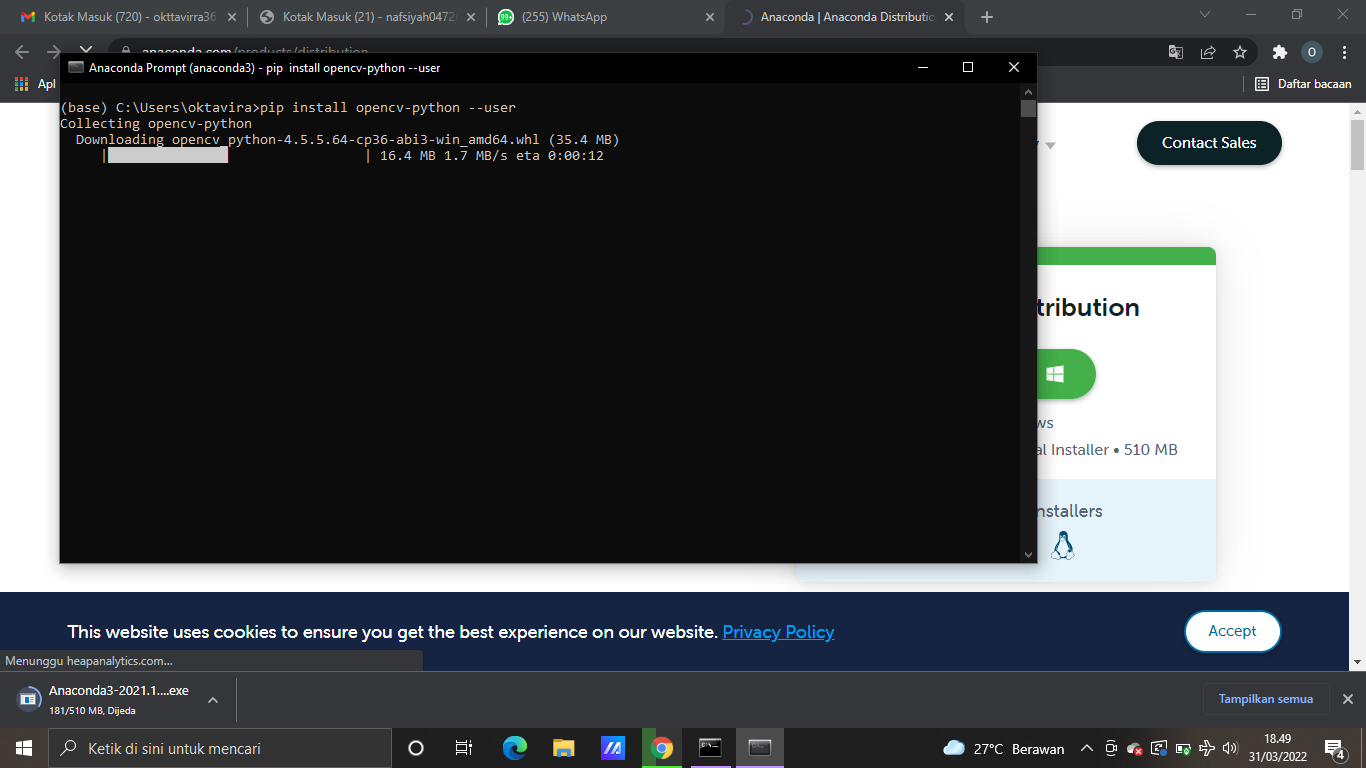 Kotak Masuk (720) - okttavirra36
Kotak Masuk (21) - nafsiyah0472
99+
(255) WhatsApp
Anaconda | Anaconda Distributio
anaconda.com/products/distribution
O
Apl
Daftar bacaan
Anaconda Prompt (anaconda3) - pip install opencv-python --user
(base) C:\Users\oktavira>pip install opencv-python --user
Collecting opencv-python
Downloading opencv_python-4.5.5.64-cp36-abi3-win_amd64.whl (35.4 MB)
| | 16.4 MB 1.7 MB/s eta 0:00:12
Contact Sales
tribution
ws
al Installer • 510 MB
nstallers
This website uses cookies to ensure you get the best experience on our website. Privacy Policy
Accept
Menunggu heapanalytics.com...
Anaconda3-2021.1....exe
181/510 MB, Dijeda
Tampilkan semua
Ketik di sini untuk mencari
27°C Berawan
18.49
31/03/2022
4